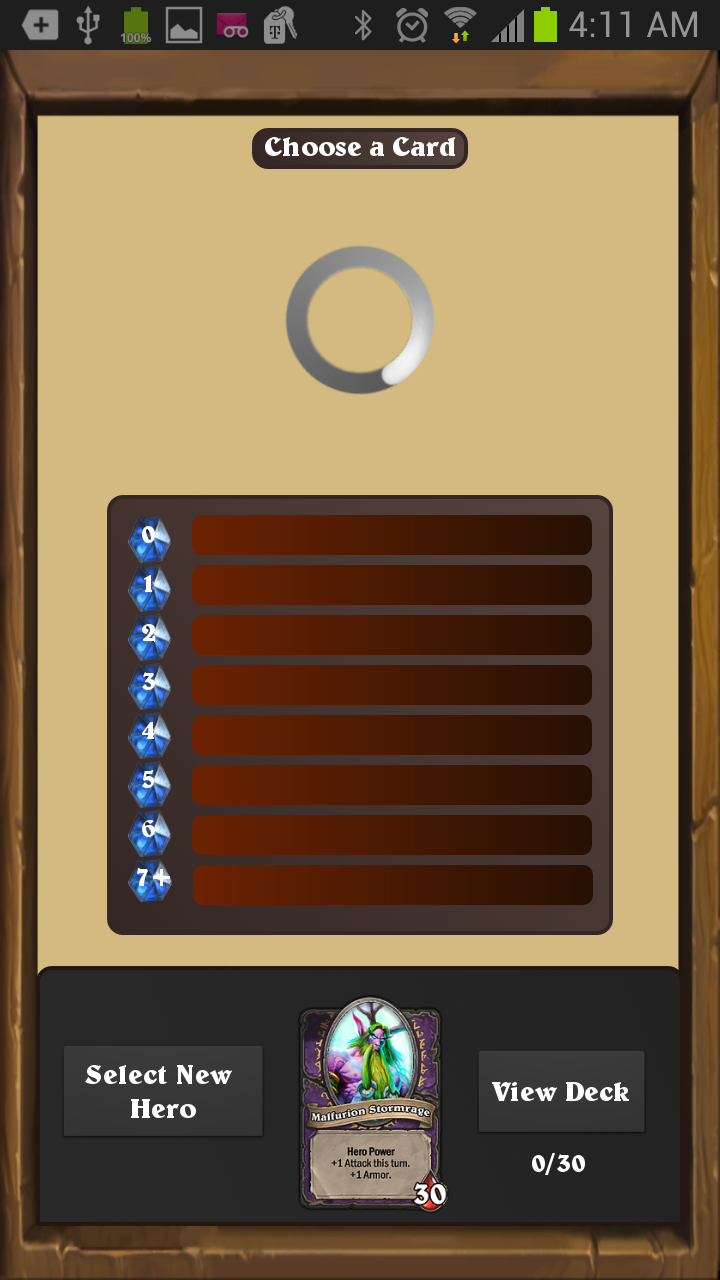 100%
T
4:11 AM
Choose a Card
0
1
2
3
4
5
6
7+
Select New
Hero
Malfurion Stormrage
Hero Power
+1 Attack this turn.
+1 Armor.
30
View Deck
0/30